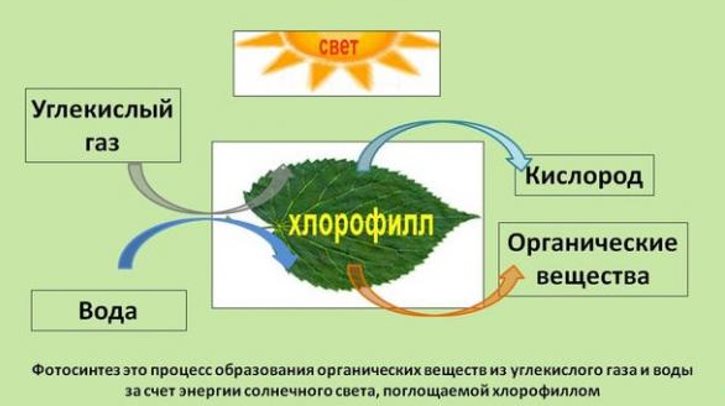 свет
Углекислый
газ
Кислород
хлорофилл
Органические
вещества
Вода
Фотосинтез это процесс образования органических веществ из углекислого газа и воды
за счет энергии солнечного света, поглощаемой хлорофиллом